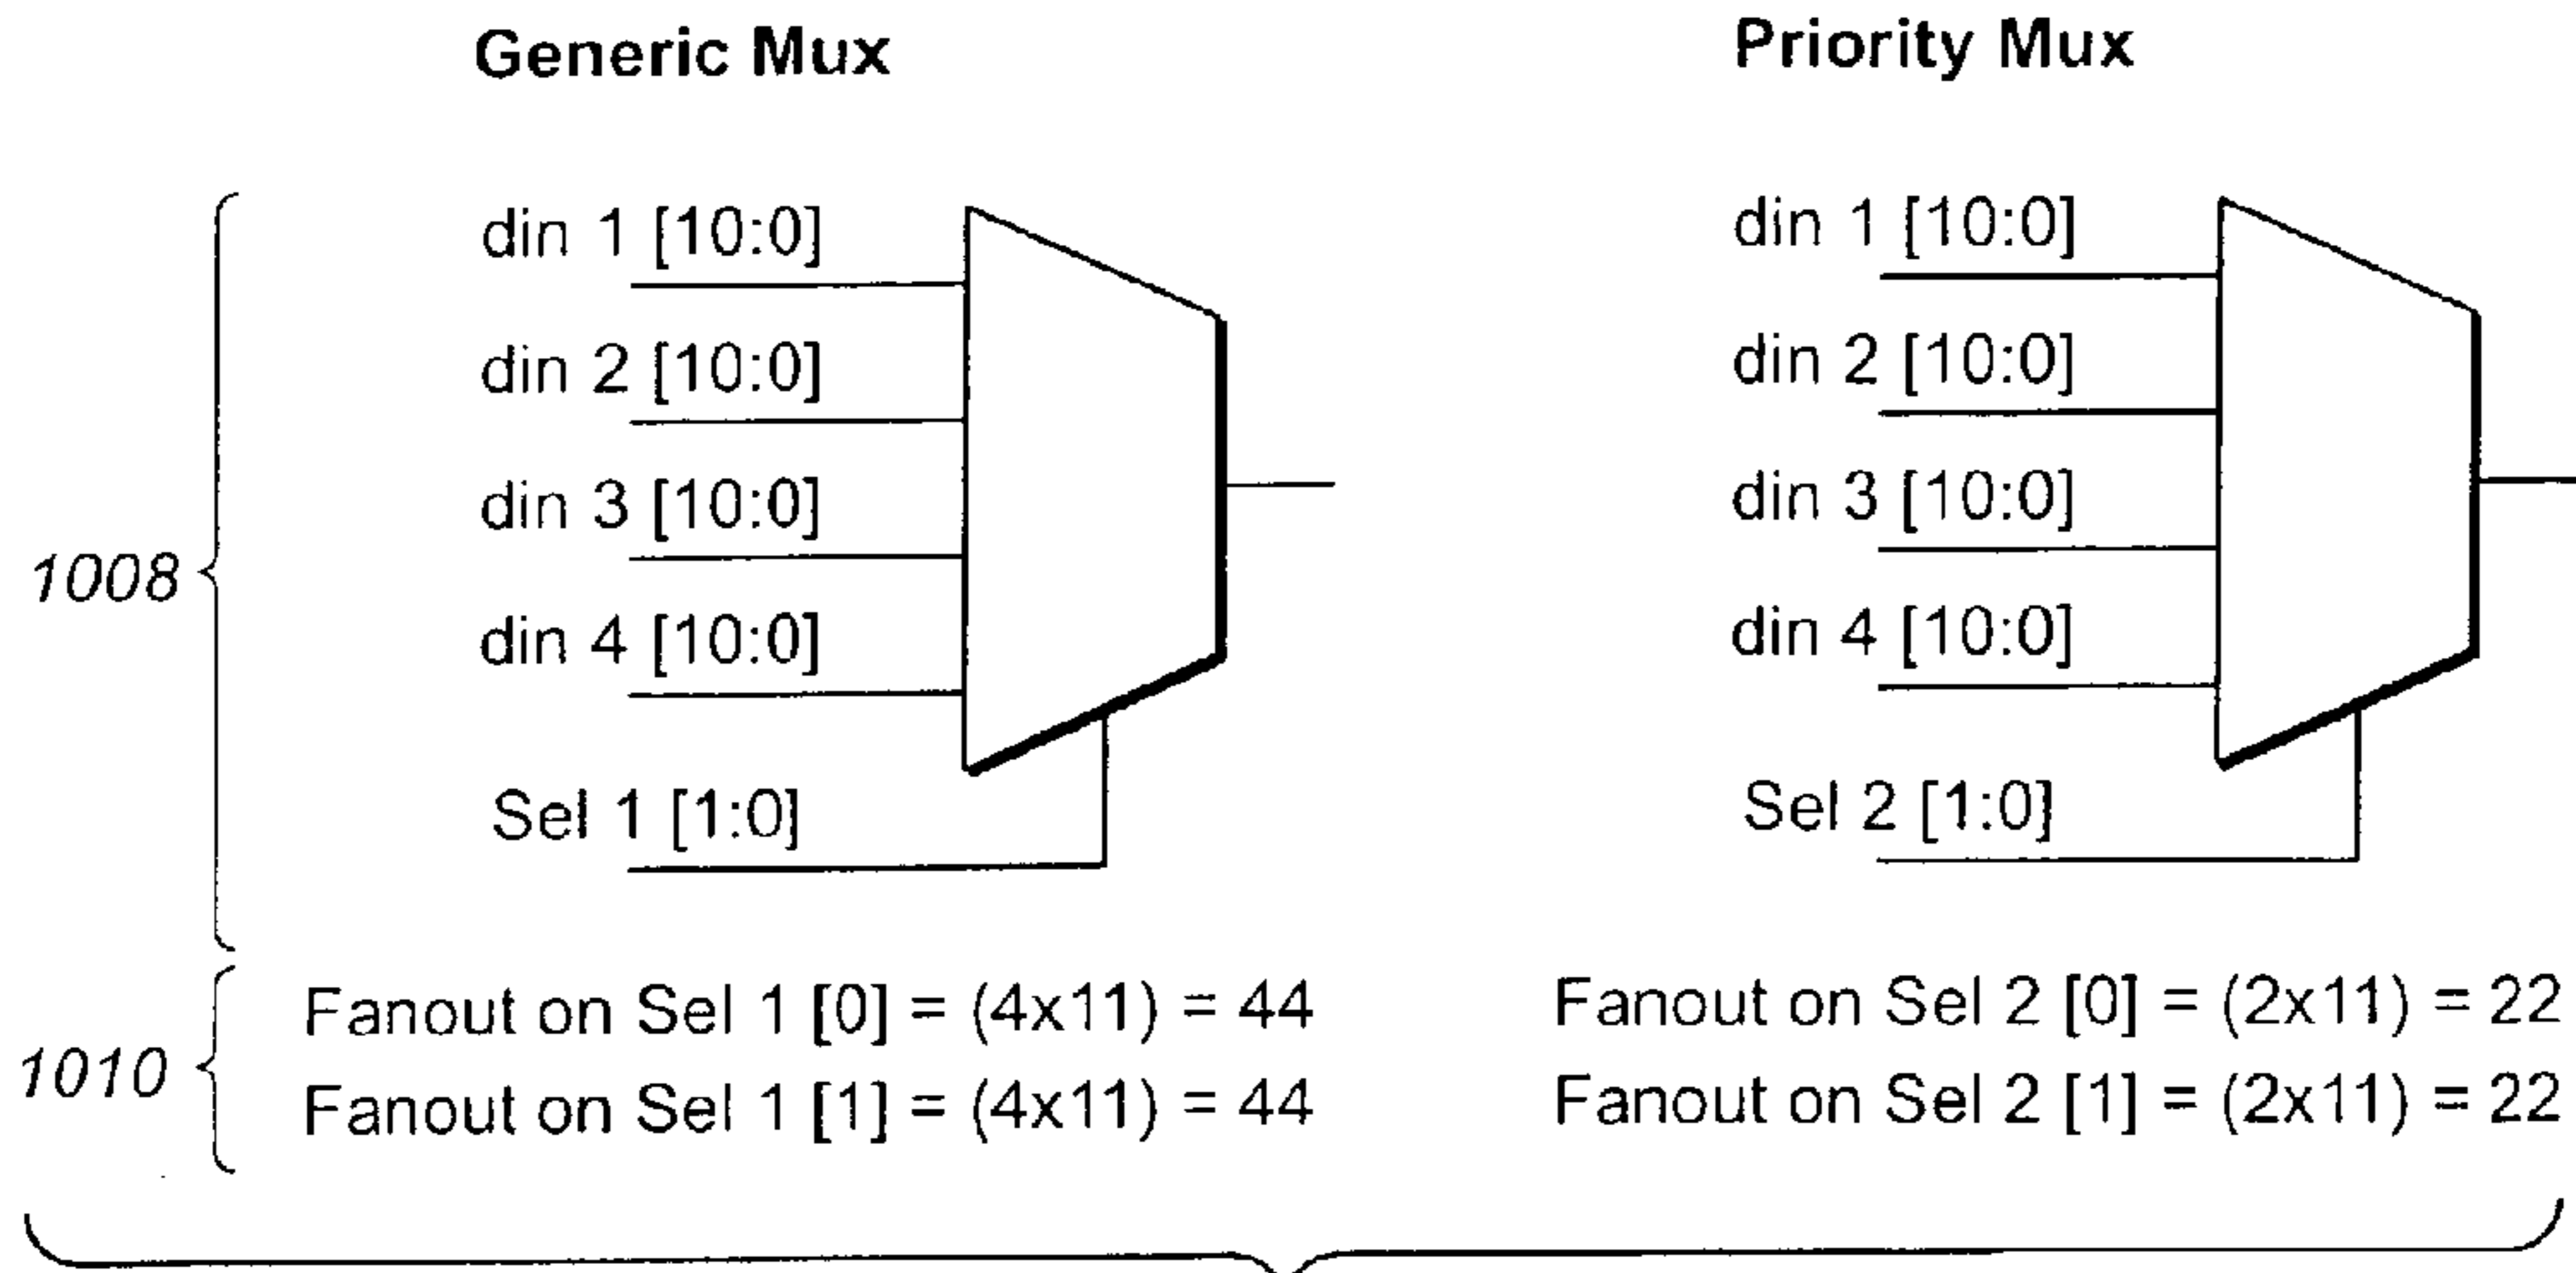 Generic Mux
din 1 [10:0]
din 2 [10:0]
din 3 [10:0]
din 4 [10:0]
Sel 1 [1:0]
Priority Mux
din 1 [10:0]
din 2 [10:0]
din 3 [10:0]
din 4 [10:0]
Sel 2 [1:0]
1008
1010
Fanout on Sel 1 [0] = (4x11) = 44
Fanout on Sel 1 [1] = (4x11) = 44
Fanout on Sel 2 [0] = (2x11) = 22
Fanout on Sel 2 [1] = (2x11) = 22